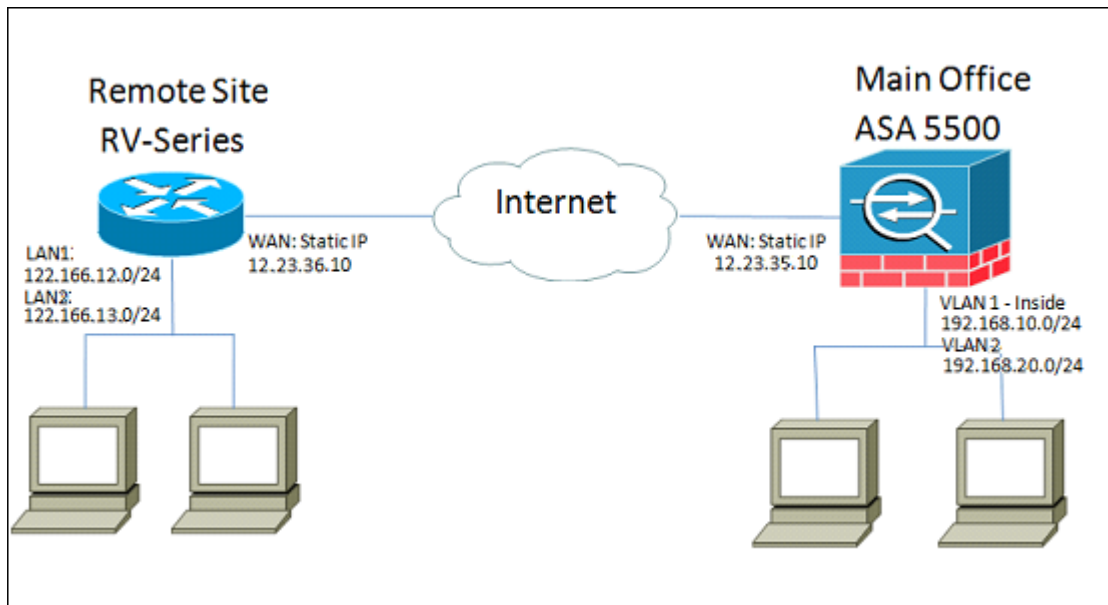 Remote Site
RV-Series
LAN1:
122.166.12.0/24
LAN2:
122.166.13.0/24
WAN: Static IP
12.23.36.10
Internet
WAN: Static IP
12.23.35.10
Main Office
ASA 5500
VLAN 1 - Inside
192.168.10.0/24
VLAN2
192.168.20.0/24